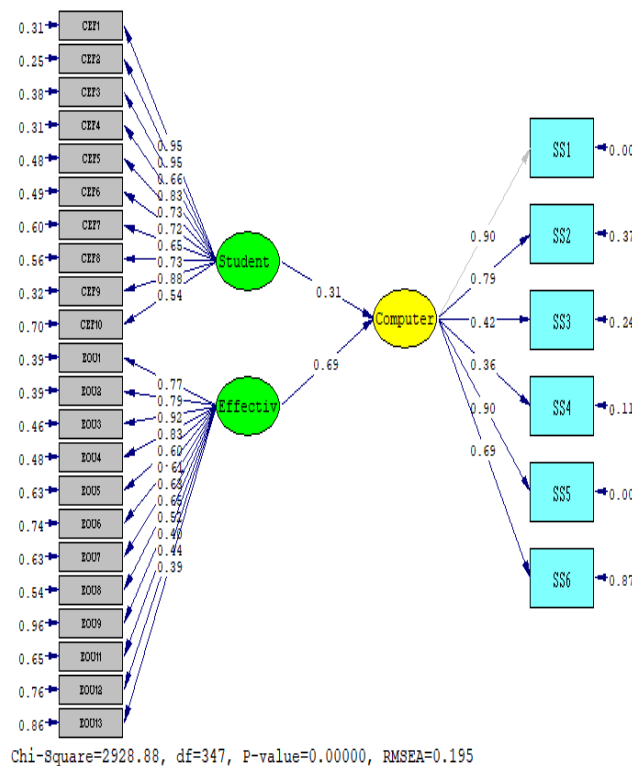 0.31 CEF1
0.25 CEF2
0.38 CEF3
0.31 CEF4
0.48 CEF5
0.49 CEF6
0.60 CEF7
0.56 CEF8
0.32 CEF9
0.70 CEF10
0.39 EOU1
0.39 EOU2
0.46 EOU3
0.48 EOU4
0.63 EOU5
0.74 EOU6
0.63 EOU7
0.54 EOU8
0.96 EOU9
0.65 EOU11
0.76 EOU12
0.86 EOU13
0.95
0.95
0.66
0.83
0.73
0.72
0.65
0.73
0.88
0.54
0.77
0.79
0.92
0.83
0.60
0.61
0.63
0.65
0.52
0.40
0.44
0.39
Student
Effectiv
0.31
0.69
Computer
0.90
0.79
0.42
0.36
0.90
0.69
SS1 0.00
SS2 0.37
SS3 0.24
SS4 0.11
SS5 0.00
SS6 0.87
Chi-Square=2928.88, df=347, P-value=0.00000, RMSEA=0.195